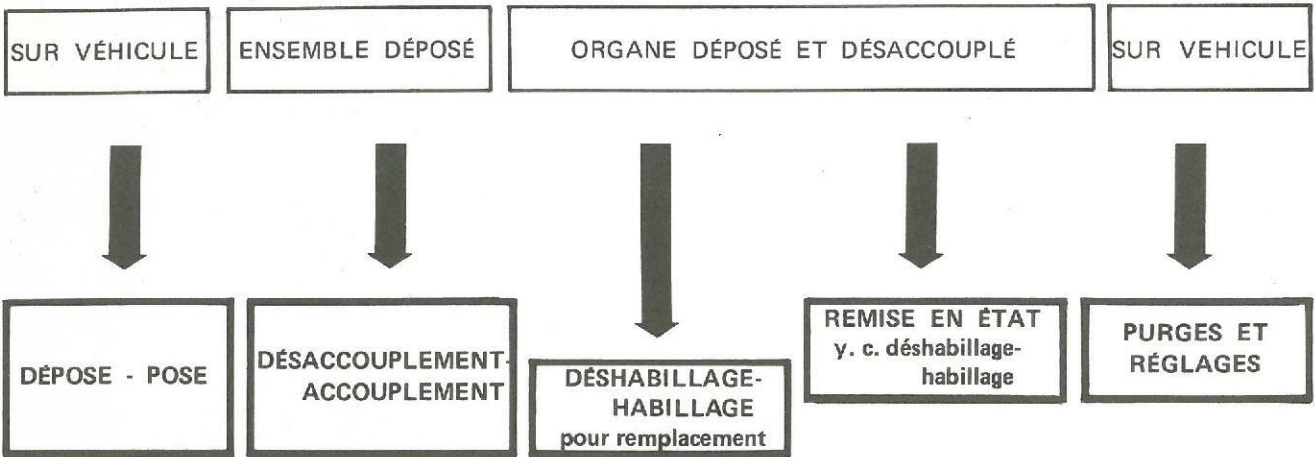 SUR VÉHICULE
ENSEMBLE DÉPOSÉ
ORGANE DÉPOSÉ ET DÉSACCOUPLÉ
SUR VEHICULE
DÉPOSE - POSE
DÉSACCOUPLEMENT-
ACCOUPLEMENT
DÉSHABILLAGE-
HABILLAGE
pour remplacement
REMISE EN ÉTAT
y. c. déshabillage-
habillage
PURGES ET
RÉGLAGES